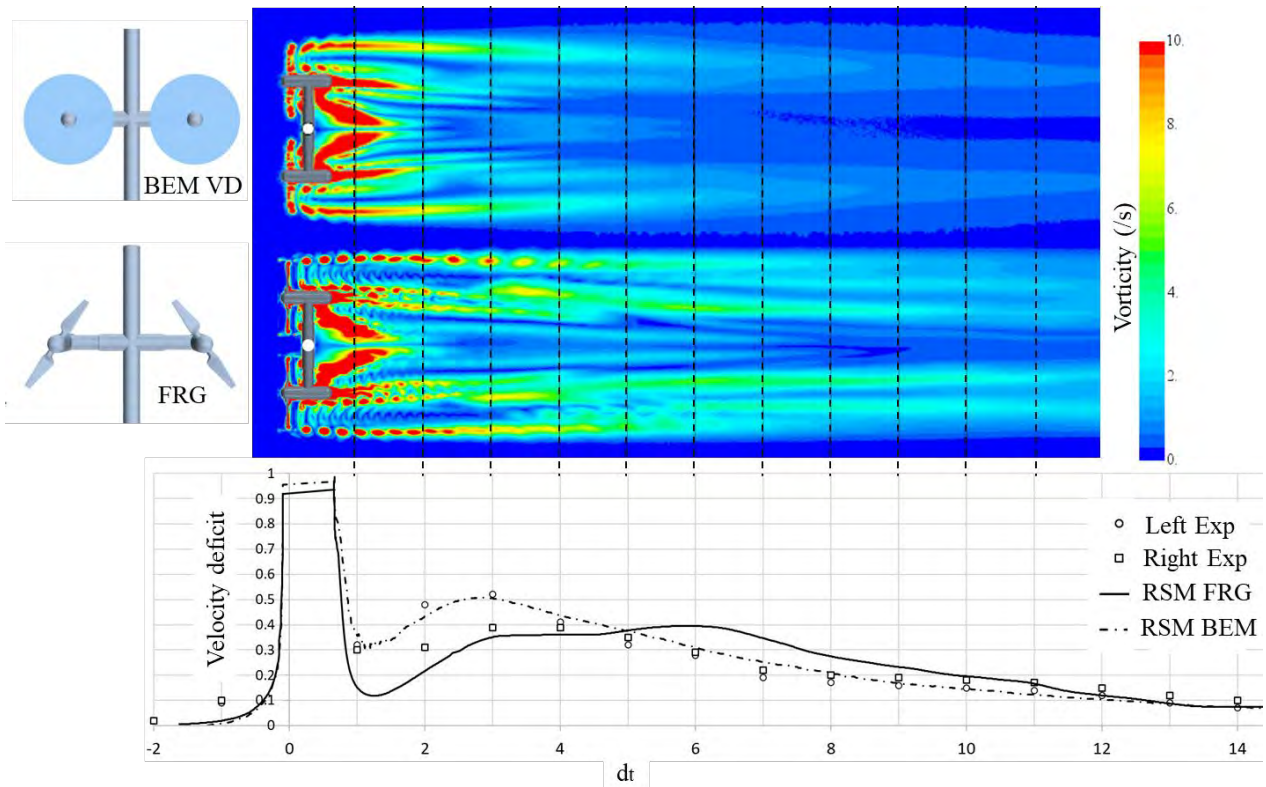 BEM VD
FRG
10.
8.
6.
4.
2.
0.
Vorticity (/s)
1
0.9
0.8
0.7
0.6
0.5
0.4
0.3
0.2
0.1
0
Velocity deficit
Left Exp
Right Exp
RSM FRG
RSM BEM
-2 0 2 4 6 8 10 12 14
dt